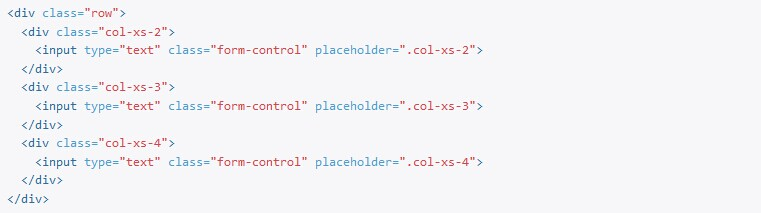 <div class="row">
  <div class="col-xs-2">
    <input type="text" class="form-control" placeholder=".col-xs-2">
  </div>
  <div class="col-xs-3">
    <input type="text" class="form-control" placeholder=".col-xs-3">
  </div>
  <div class="col-xs-4">
    <input type="text" class="form-control" placeholder=".col-xs-4">
  </div>
</div>